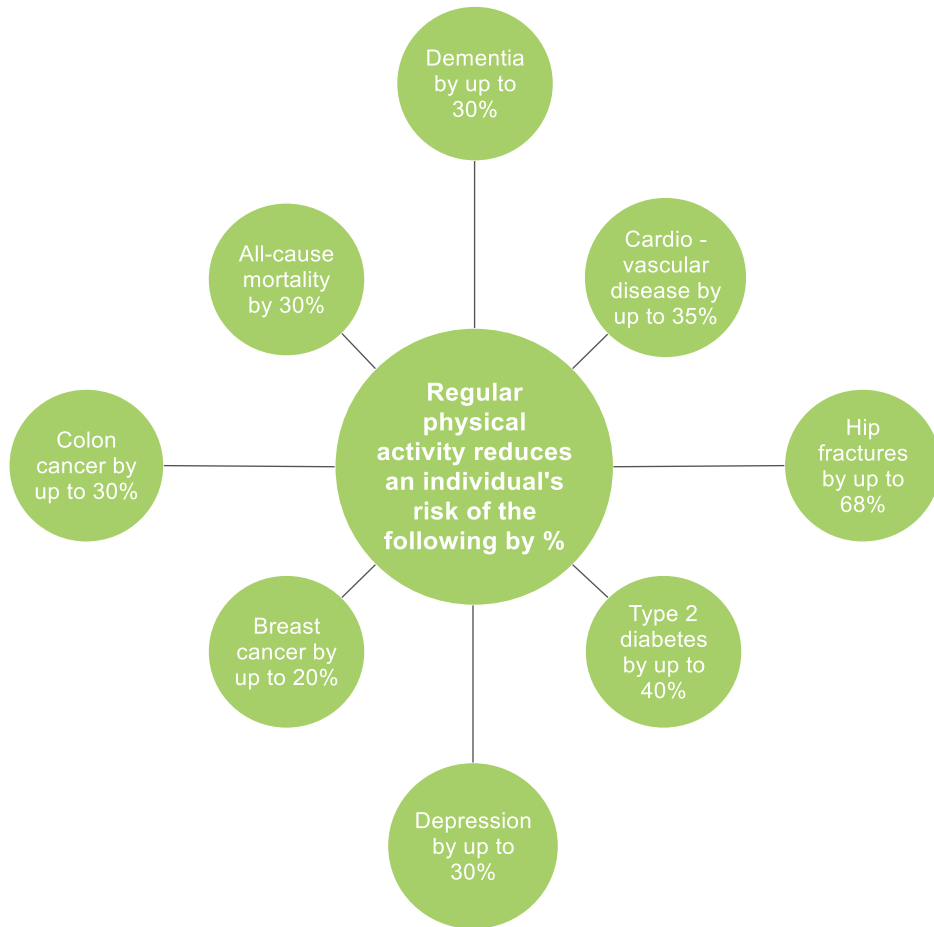 Dementia
by up to
30%
All-cause
mortality
by 30%
Cardio -
vascular
disease by
up to 35%
Regular
physical
activity reduces
an individual's
risk of the
following by %
Colon
cancer by
up to 30%
Hip
fractures
by up to
68%
Breast
cancer by
up to 20%
Type 2
diabetes
by up to
40%
Depression
by up to
30%